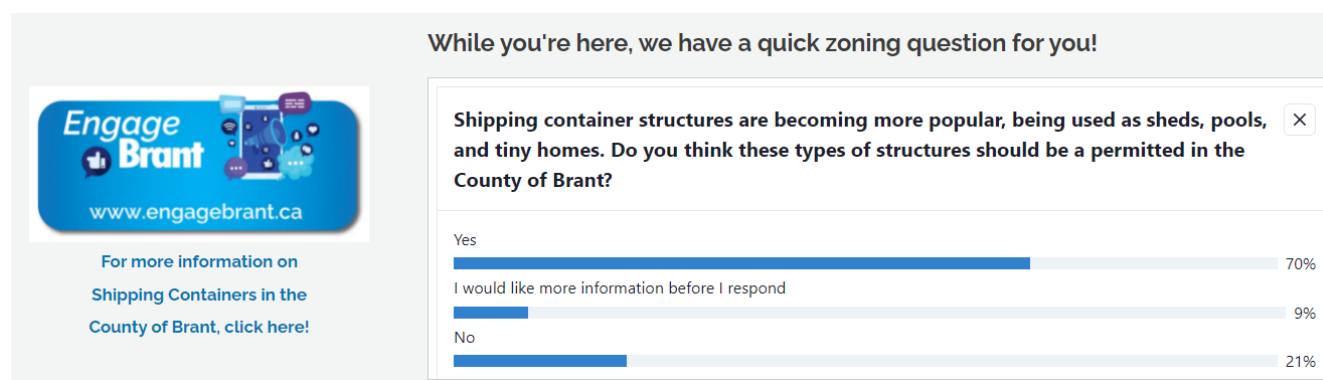 While you're here, we have a quick zoning question for you!
Engage
Brant
www.engagebrant.ca
For more information on
Shipping Containers in the
County of Brant, click here!
Shipping container structures are becoming more popular, being used as sheds, pools,
and tiny homes. Do you think these types of structures should be a permitted in the
County of Brant?
Yes
70%
I would like more information before I respond
9%
No
21%